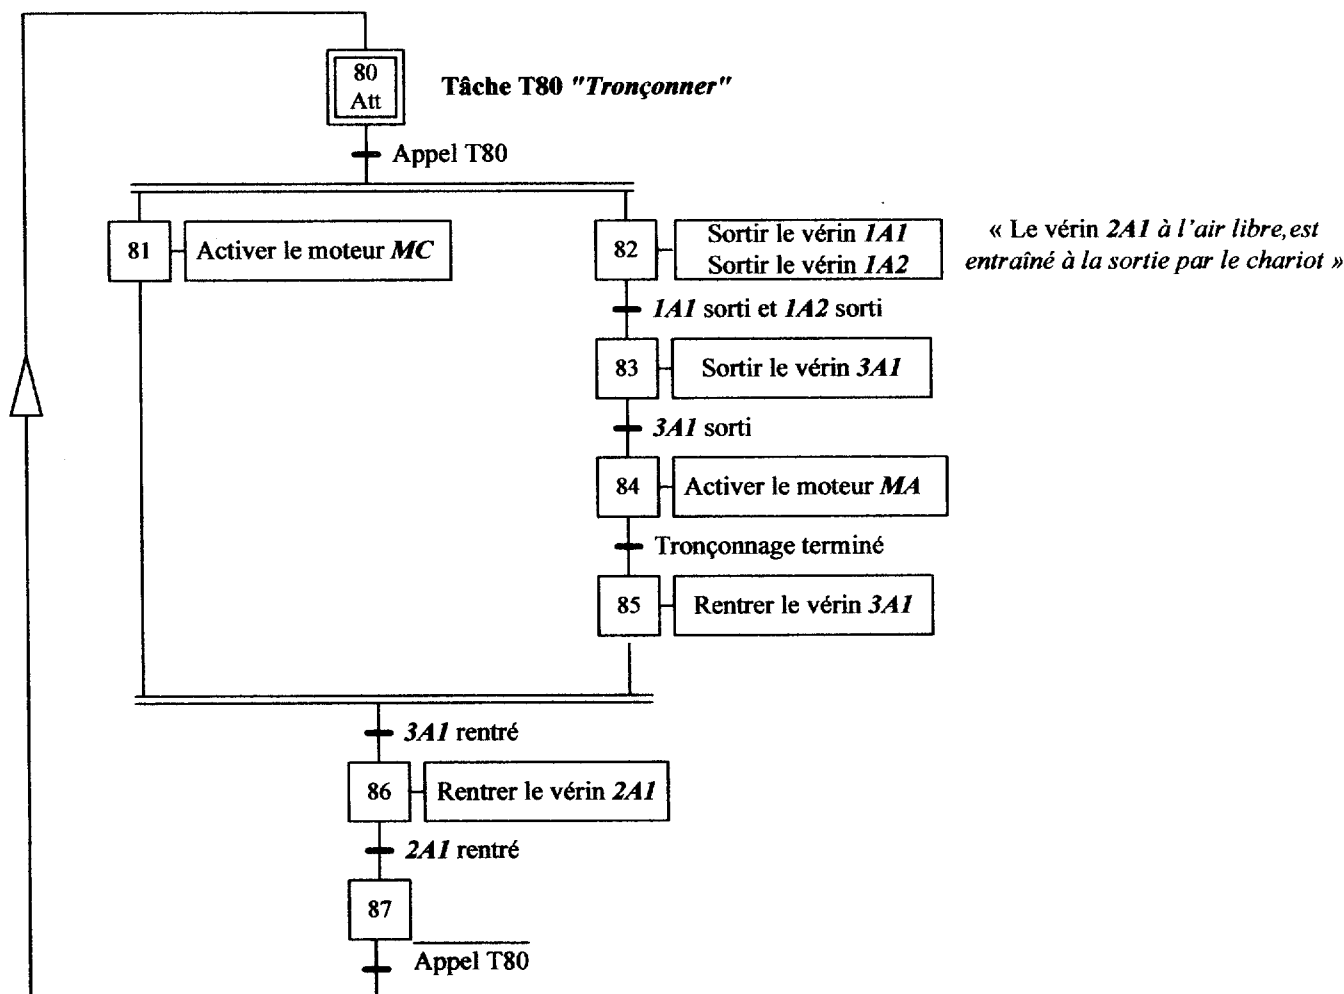 80
Att
Tâche T80 "Tronçonner"
Appel T80
81
Activer le moteur MC
82
Sortir le vérin 1A1
Sortir le vérin 1A2
« Le vérin 2A1 à l'air libre, est
entraîné à la sortie par le chariot »
1A1 sorti et 1A2 sorti
83
Sortir le vérin 3A1
3A1 sorti
84
Activer le moteur MA
Tronçonnage terminé
85
Rentrer le vérin 3A1
3A1 rentré
86
Rentrer le vérin 2A1
2A1 rentré
87
Appel T80